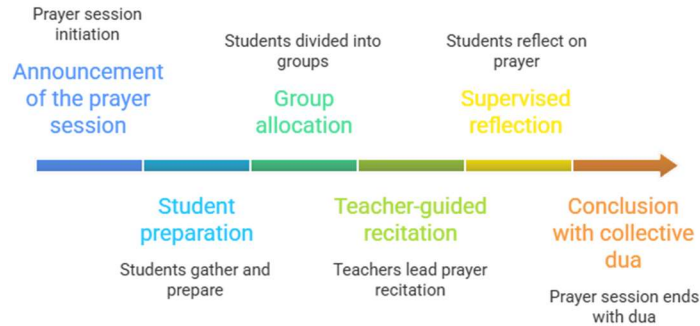 Prayer session
initiation
Announcement
of the prayer
session
Student
preparation
Students gather and
prepare
Students divided into
groups
Group
allocation
Teacher-guided
recitation
Teachers lead prayer
recitation
Students reflect on
prayer
Supervised
reflection
Conclusion
with collective
dua
Prayer session ends
with dua